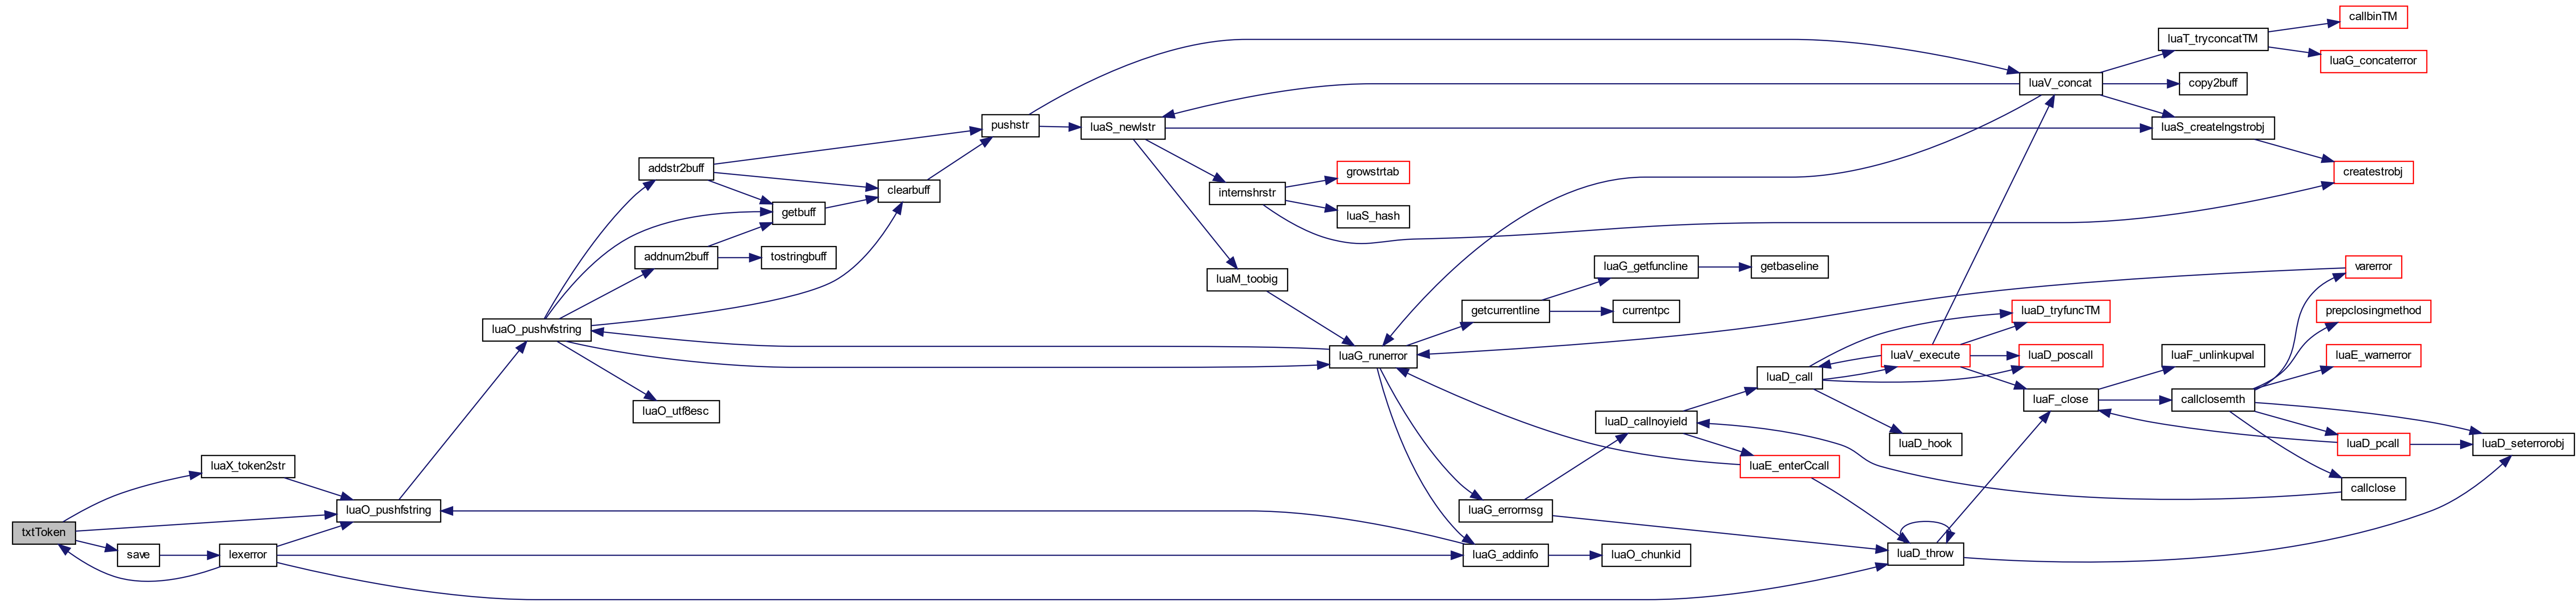 txtToken
luaX_token2str
save
lexerror
luaO_pushfstring
luaO_pushvfstring
addstr2buff
addnum2buff
luaO_utf8esc
getbuff
tostringbuff
clearbuff
pushstr
luaS_newlstr
internshrstr
luaM_toobig
growstrtab
luaS_hash
luaG_runerror
getcurrentline
luaG_errormsg
luaG_addinfo
luaG_getfuncline
currentpc
getbaseline
luaD_callnoyield
luaO_chunkid
luaD_call
luaE_enterCcall
luaV_execute
luaD_hook
luaD_throw
luaV_concat
luaD_tryfuncTM
luaD_poscall
luaF_close
luaT_tryconcatTM
copy2buff
luaS_createlngstrobj
luaF_unlinkupval
callclosemth
callbinTM
luaG_concaterror
createstrobj
varerror
prepclosingmethod
luaE_warnerror
luaD_pcall
callclose
luaD_seterrorobj